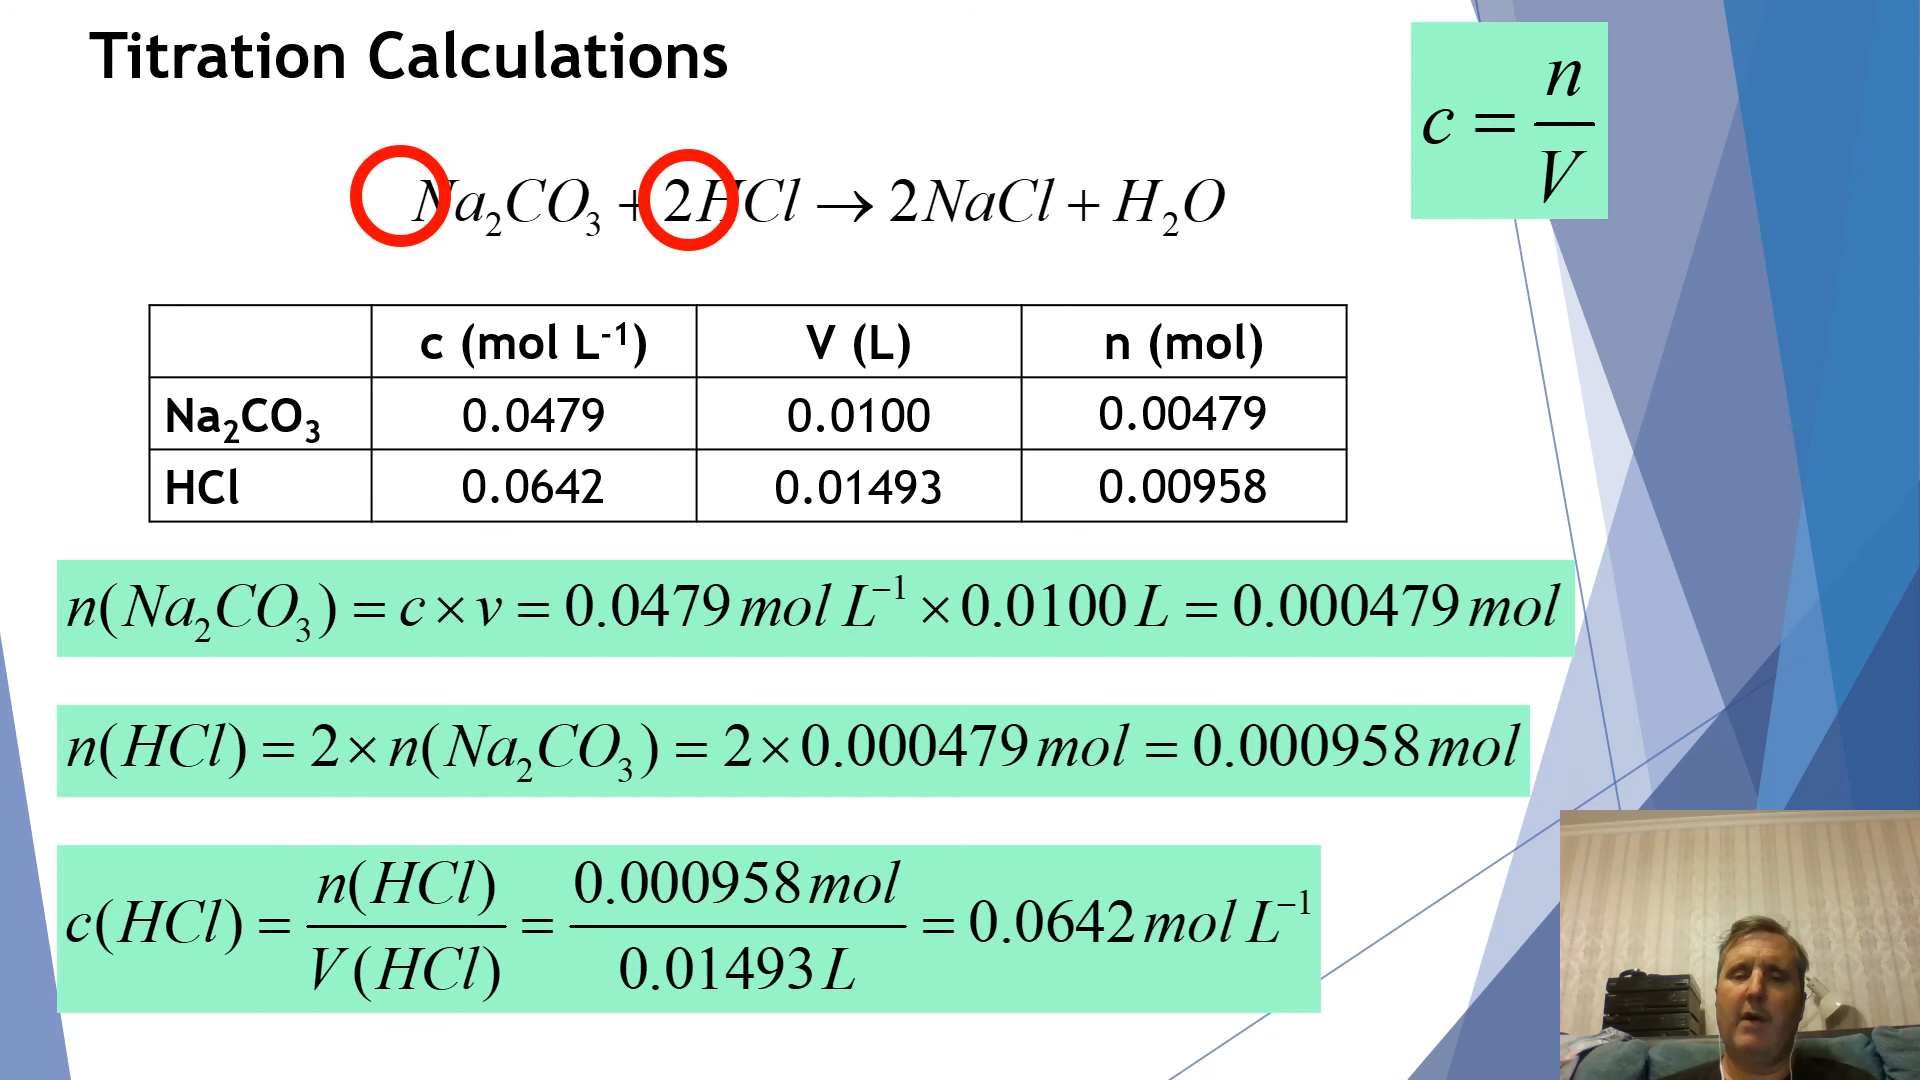 Titration Calculations
c = n/V
Na₂CO₃ + 2HCl → 2NaCl + H₂O
c (mol L⁻¹) V (L) n (mol)
Na₂CO₃ 0.0479 0.0100 0.00479
HCl 0.0642 0.01493 0.00958
n(Na₂CO₃) = c × v = 0.0479 mol L⁻¹ × 0.0100 L = 0.000479 mol
n(HCl) = 2 × n(Na₂CO₃) = 2 × 0.000479 mol = 0.000958 mol
c(HCl) = n(HCl)/V(HCl) = 0.000958 mol/0.01493 L = 0.0642 mol L⁻¹